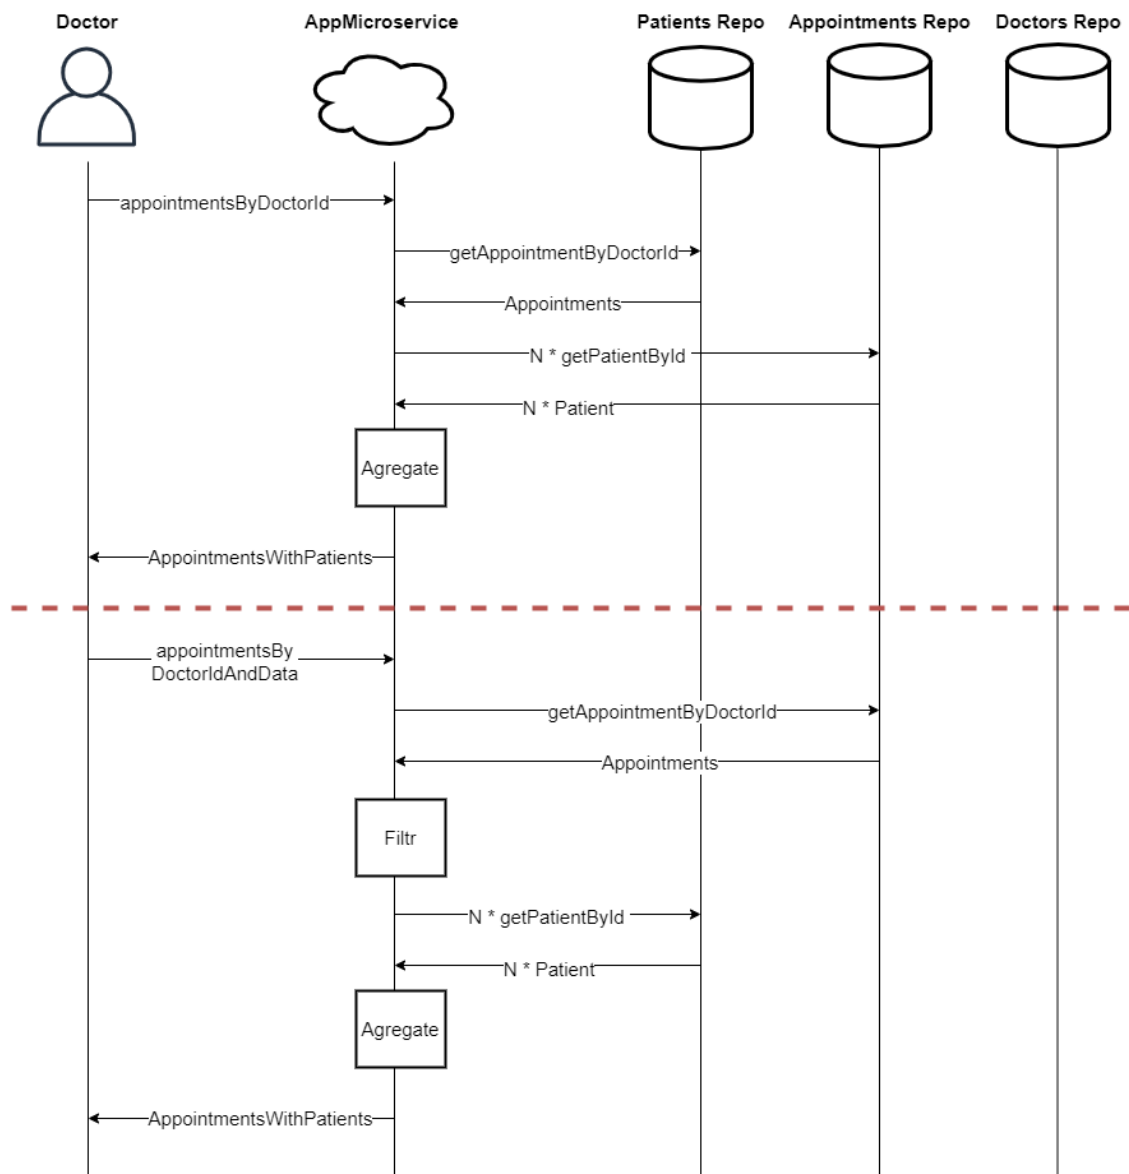 Doctor
AppMicroservice
Patients Repo
Appointments Repo
Doctors Repo
appointmentsByDoctorId
getAppointmentByDoctorId
Appointments
N * getPatientById
N * Patient
Agregate
AppointmentsWithPatients
appointmentsBy
DoctorIdAndData
getAppointmentByDoctorId
Appointments
Filtr
N * getPatientById
N * Patient
Agregate
AppointmentsWithPatients